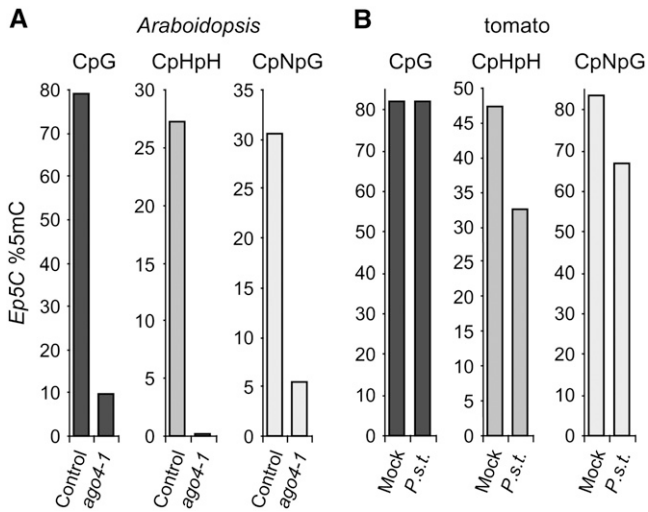 A
Araboidopsis
CpG
CpHpH
CpNpG
Ep5C %5mC
80
70
60
50
40
30
20
10
0
Control
ago4-1
30
25
20
15
10
5
0
Control
ago4-1
35
30
25
20
15
10
5
0
Control
ago4-1
B
tomato
CpG
CpHpH
CpNpG
80
70
60
50
40
30
20
10
0
Mock
P.s.t.
50
45
40
35
30
25
20
15
10
5
0
Mock
P.s.t.
80
70
60
50
40
30
20
10
0
Mock
P.s.t.